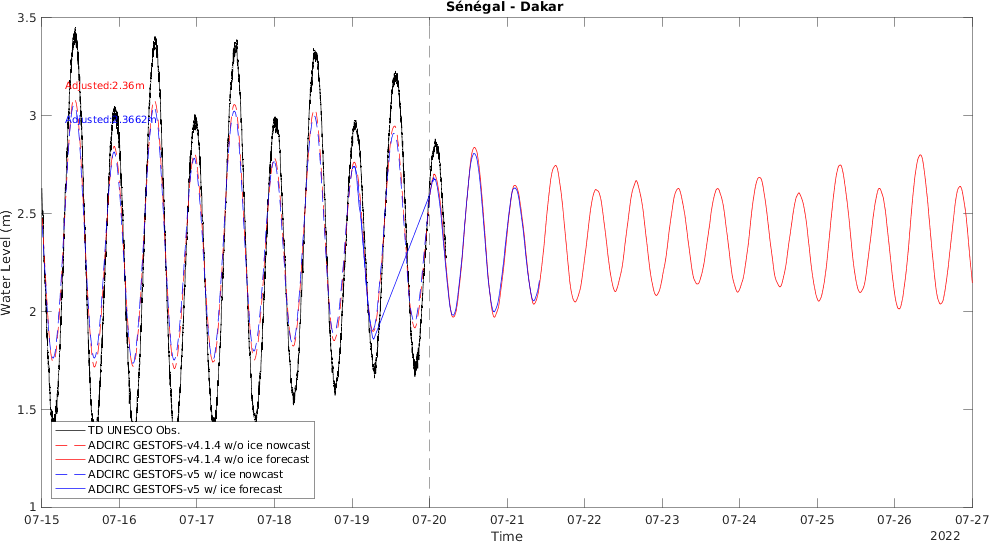 Sénégal - Dakar
3.5
3
2.5
2
1.5
1
Water Level (m)
Adjusted:2.36m
TD UNESCO Obs.
ADCIRC GESTOFS-v4.1.4 w/o ice nowcast
ADCIRC GESTOFS-v4.1.4 w/o ice forecast
ADCIRC GESTOFS-v5 w/ ice nowcast
ADCIRC GESTOFS-v5 w/ ice forecast
07-15 07-16 07-17 07-18 07-19 07-20 07-21 07-22 07-23 07-24 07-25 07-26 07-27
Time
2022